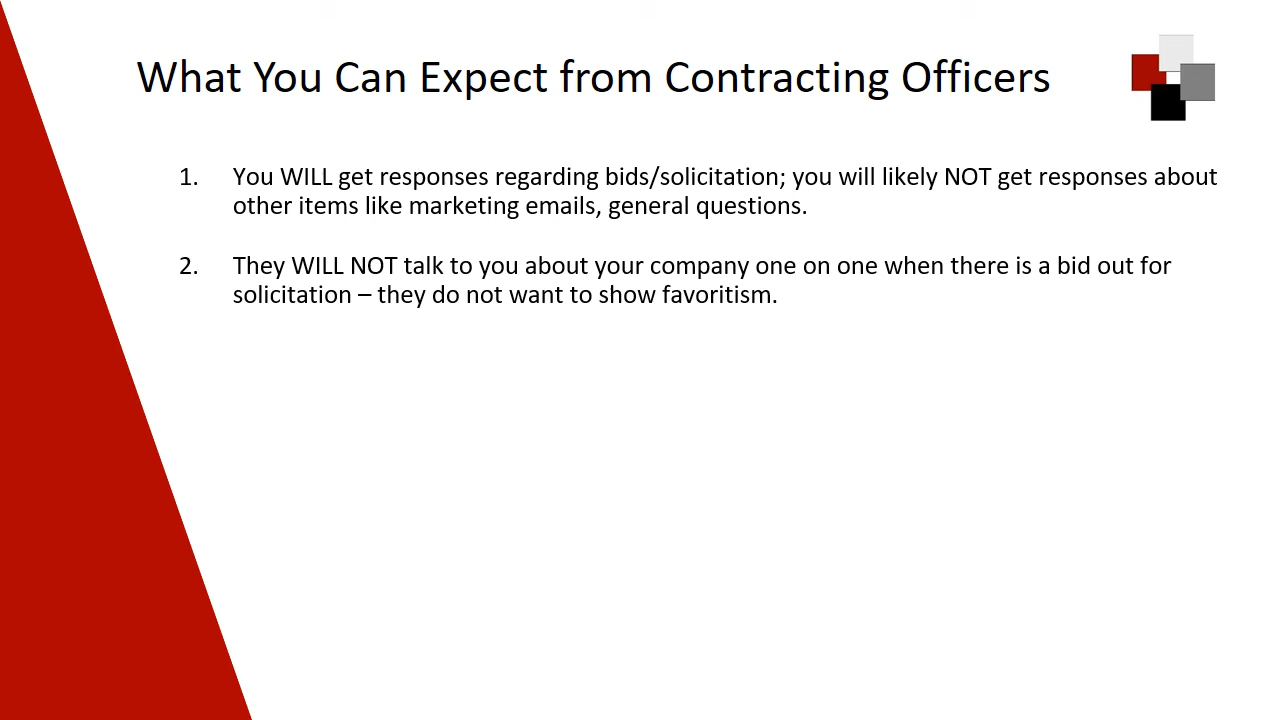 What You Can Expect from Contracting Officers
1. You WILL get responses regarding bids/solicitation; you will likely NOT get responses about
other items like marketing emails, general questions.
2. They WILL NOT talk to you about your company one on one when there is a bid out for
solicitation – they do not want to show favoritism.